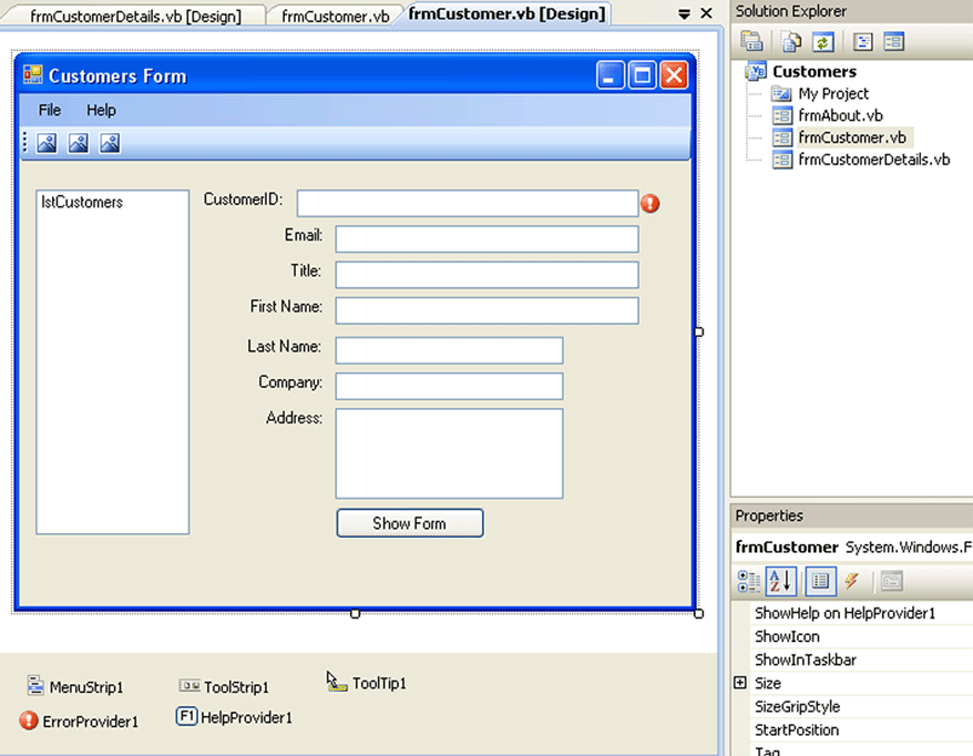 frmCustomerDetails.vb [Design]
frmCustomer.vb
frmCustomer.vb [Design]
Customers Form
File
Help
lstCustomers
CustomerID:
Email:
Title:
First Name:
Last Name:
Company:
Address:
Show Form
MenuStrip1
ToolStrip1
ToolTip1
ErrorProvider1
F1 HelpProvider1
Solution Explorer
Customers
My Project
frmAbout.vb
frmCustomer.vb
frmCustomerDetails.vb
Properties
frmCustomer System.Windows.F
ShowHelp on HelpProvider1
ShowIcon
ShowInTaskbar
Size
SizeGripStyle
StartPosition
Tag